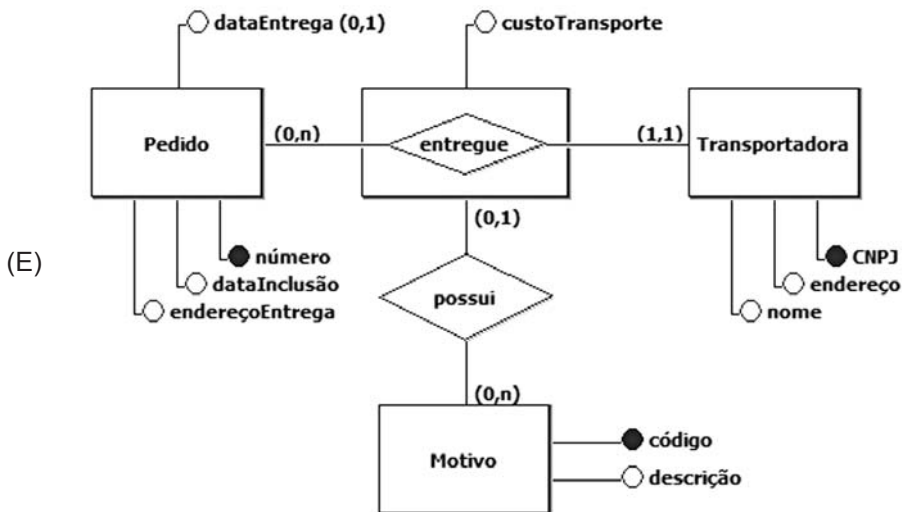 dataEntrega (0,1)
custoTransporte
Pedido
(0,n)
entregue
(1,1)
Transportadora
(0,1)
(E)
número
dataInclusão
endereçoEntrega
CNPJ
endereço
nome
possui
(0,n)
Motivo
código
descrição